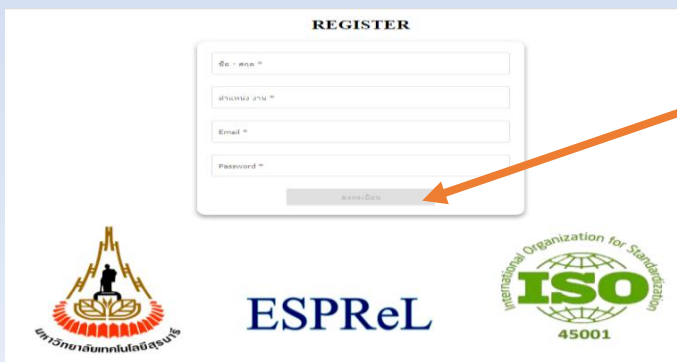 REGISTER
ชื่อ - สกุล *
ตำแหน่ง งาน *
Email *
Password *
ลงทะเบียน
มหาวิทยาลัยเทคโนโลยีสุรนารี
ESPReL
International Organization for Standardization
ISO
45001